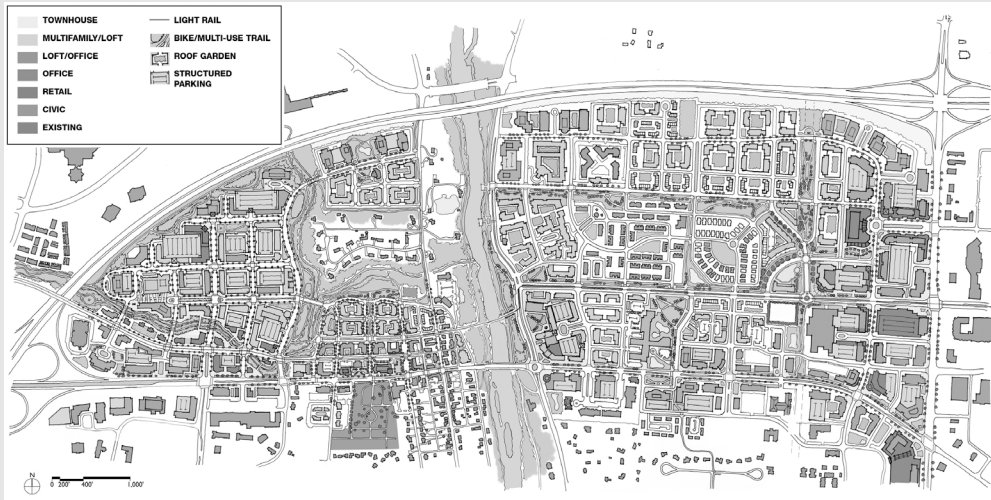 TOWNHOUSE
MULTIFAMILY/LOFT
LOFT/OFFICE
OFFICE
RETAIL
CIVIC
EXISTING
LIGHT RAIL
BIKE/MULTI-USE TRAIL
ROOF GARDEN
STRUCTURED
PARKING
N
0 200' 400' 1,000'